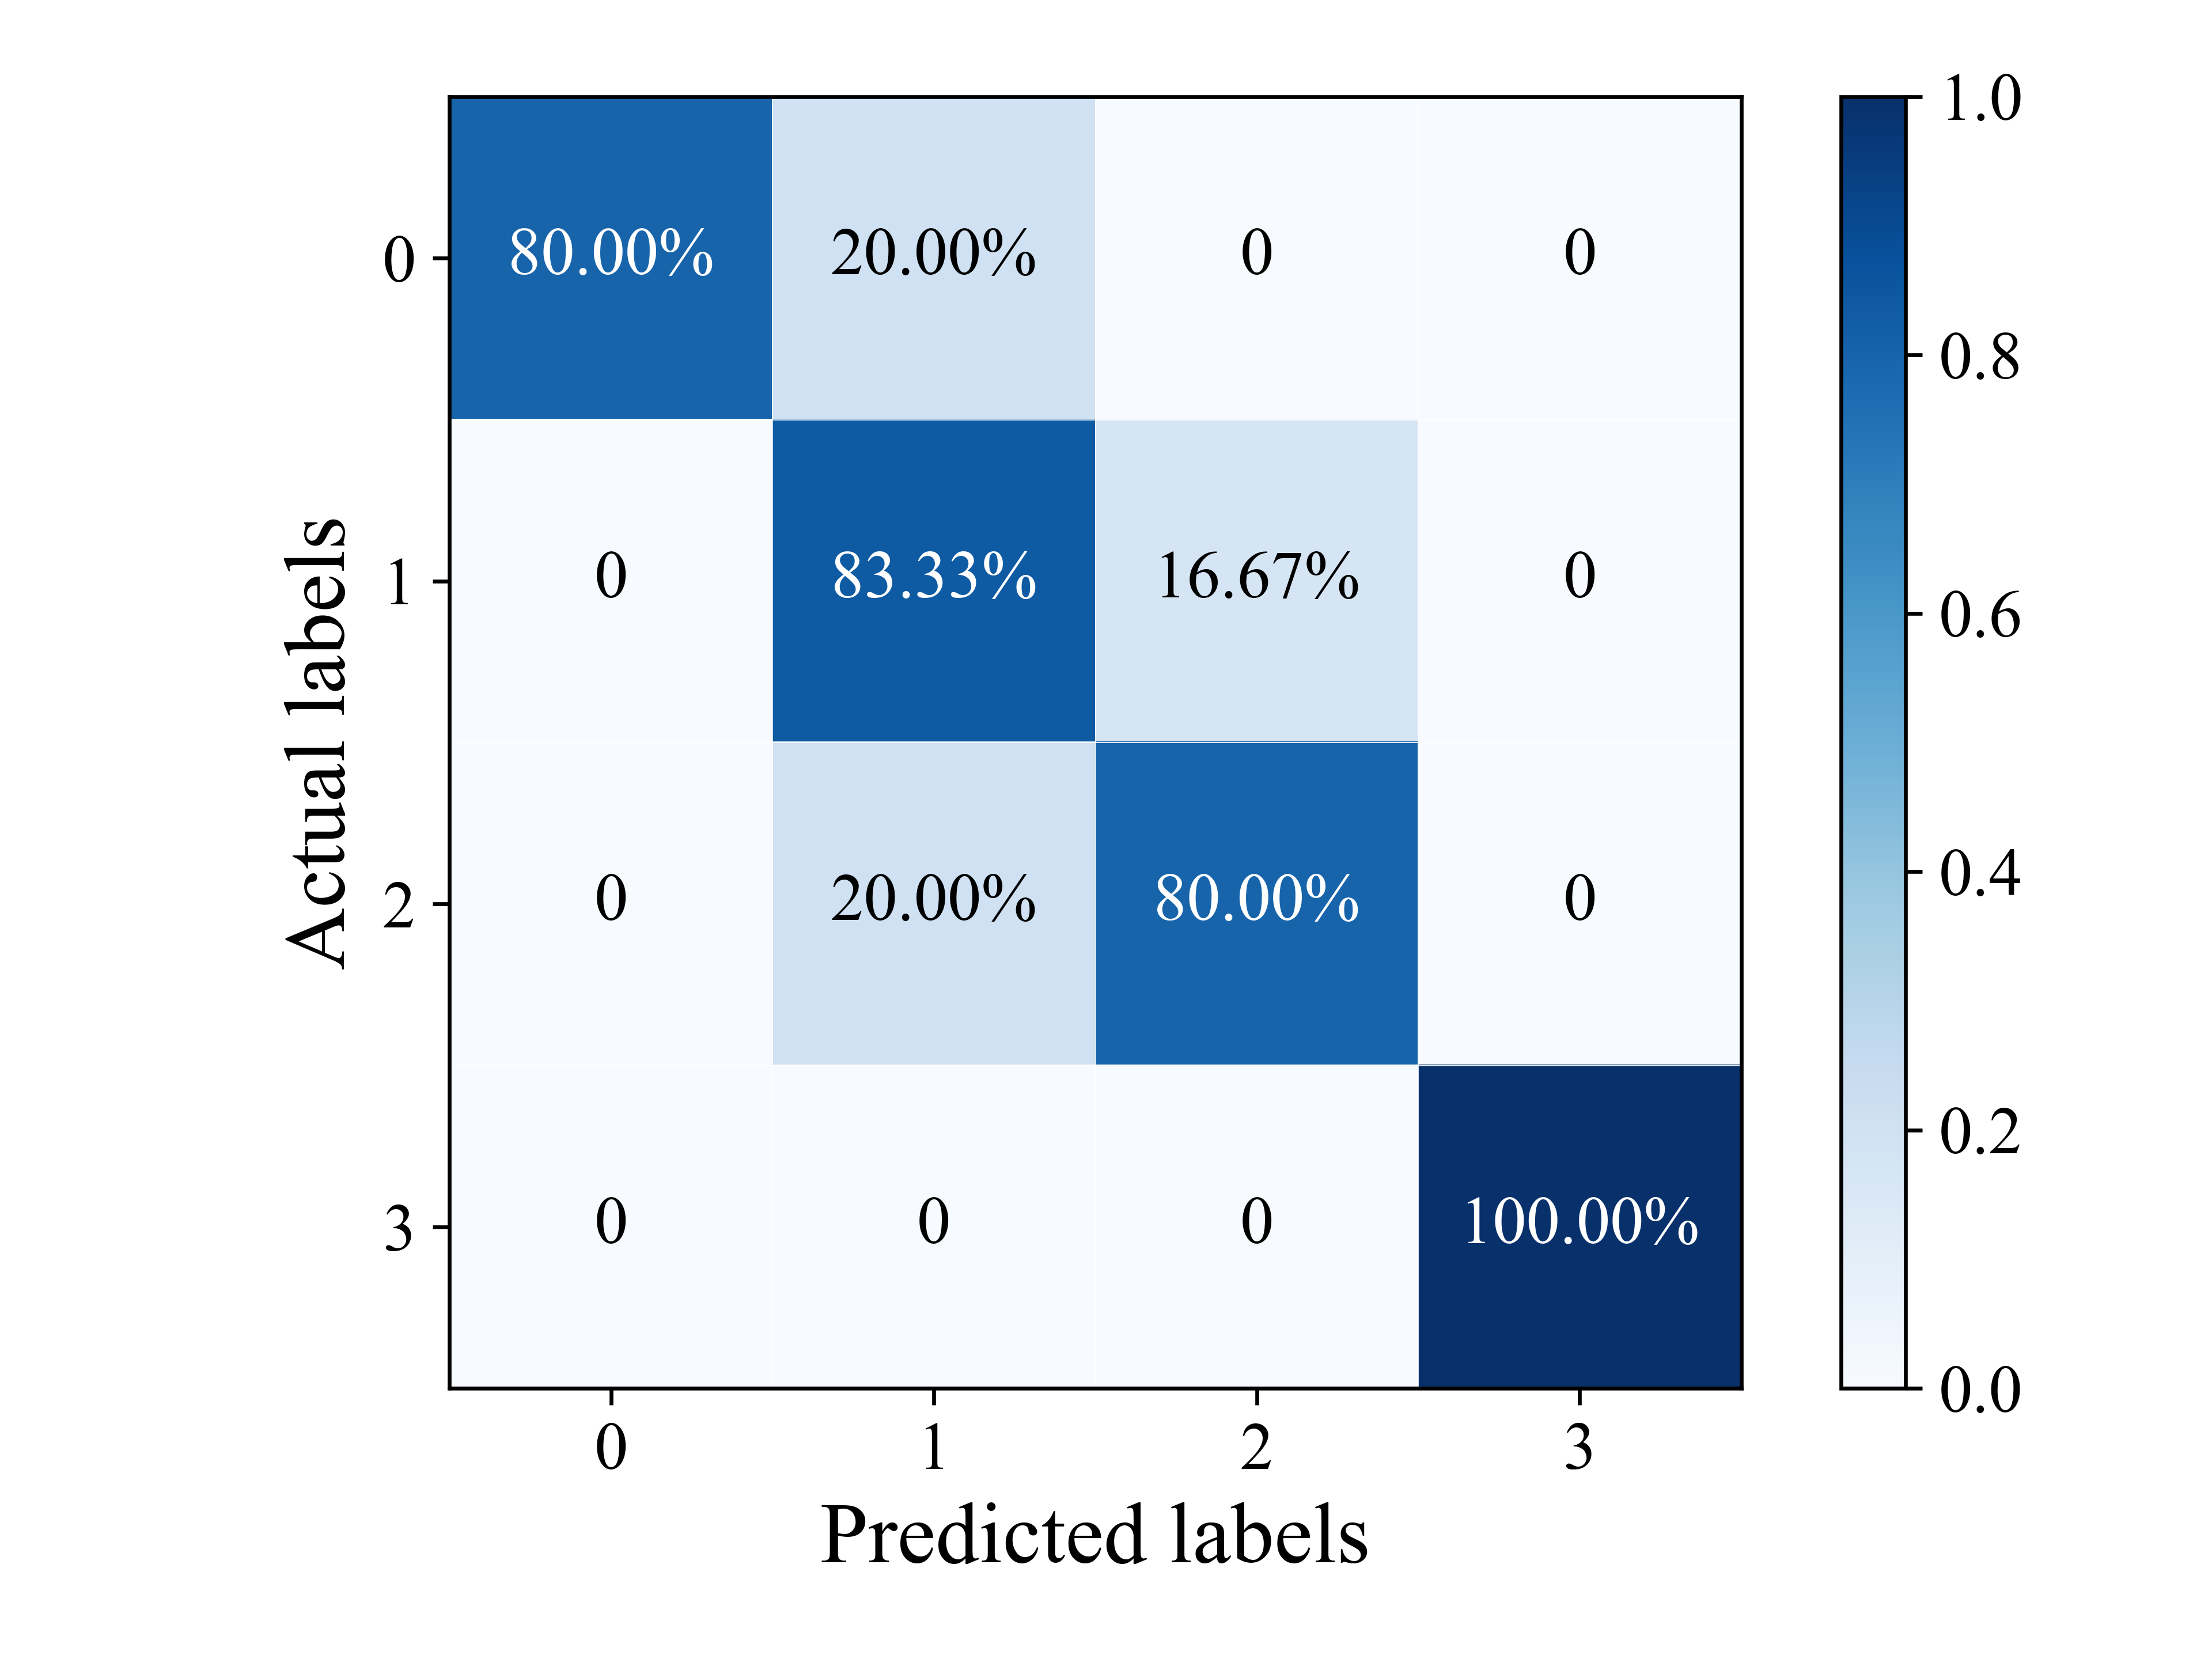 0 80.00% 20.00% 0 0
1 0 83.33% 16.67% 0
2 0 20.00% 80.00% 0
3 0 0 0 100.00%
0 1 2 3
Predicted labels
Actual labels
1.0
0.8
0.6
0.4
0.2
0.0